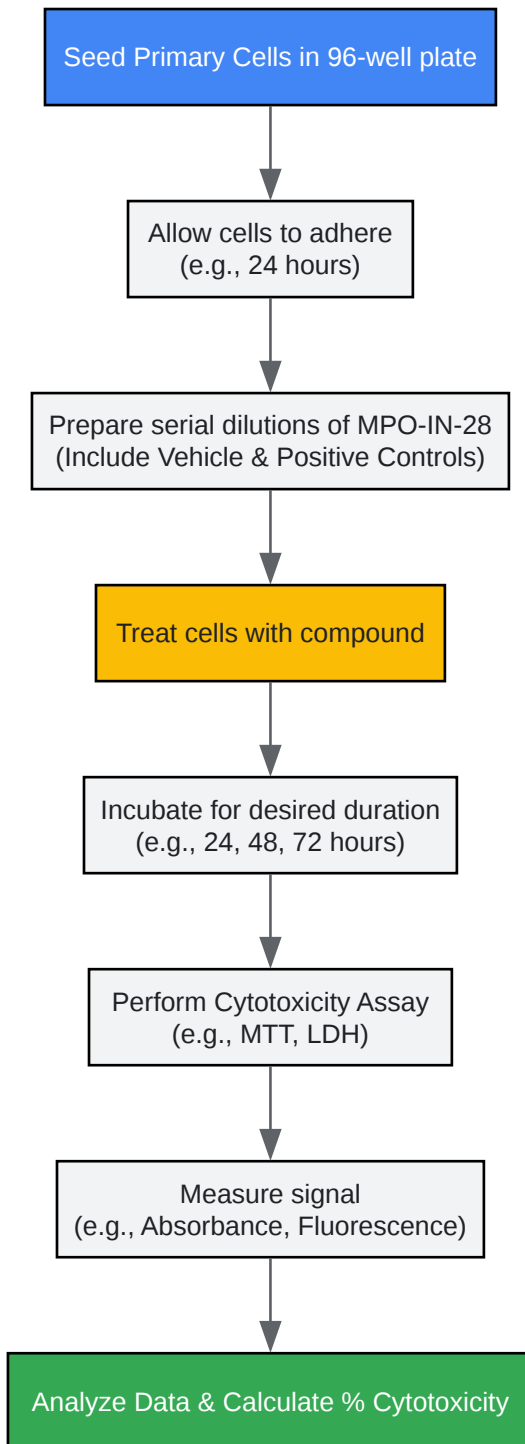 Seed Primary Cells in 96-well plate
Allow cells to adhere
(e.g., 24 hours)
Prepare serial dilutions of MPO-IN-28
(Include Vehicle & Positive Controls)
Treat cells with compound
Incubate for desired duration
(e.g., 24, 48, 72 hours)
Perform Cytotoxicity Assay
(e.g., MTT, LDH)
Measure signal
(e.g., Absorbance, Fluorescence)
Analyze Data & Calculate % Cytotoxicity